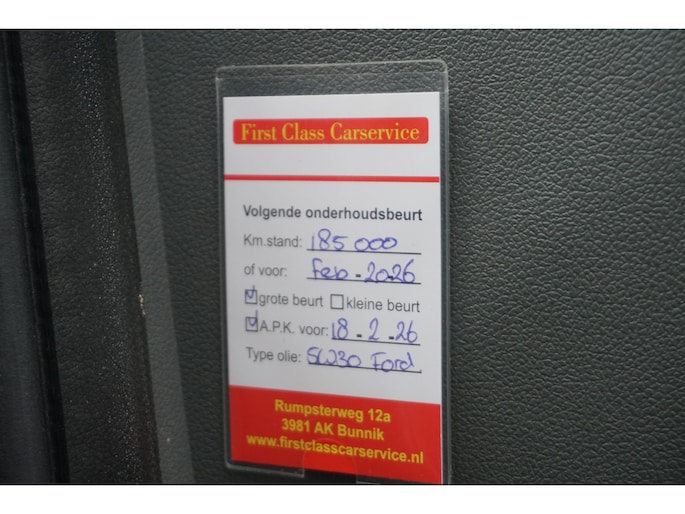 First Class Carservice
Volgende onderhoudsbeurt
Km.stand: 185 000
of voor: Feb - 2026
grote beurt kleine beurt
A.P.K. voor: 18 - 2 - 26
Type olie: 5W30 Ford
Rumpsterweg 12a
3981 AK Bunnik
www.firstclasscarservice.nl